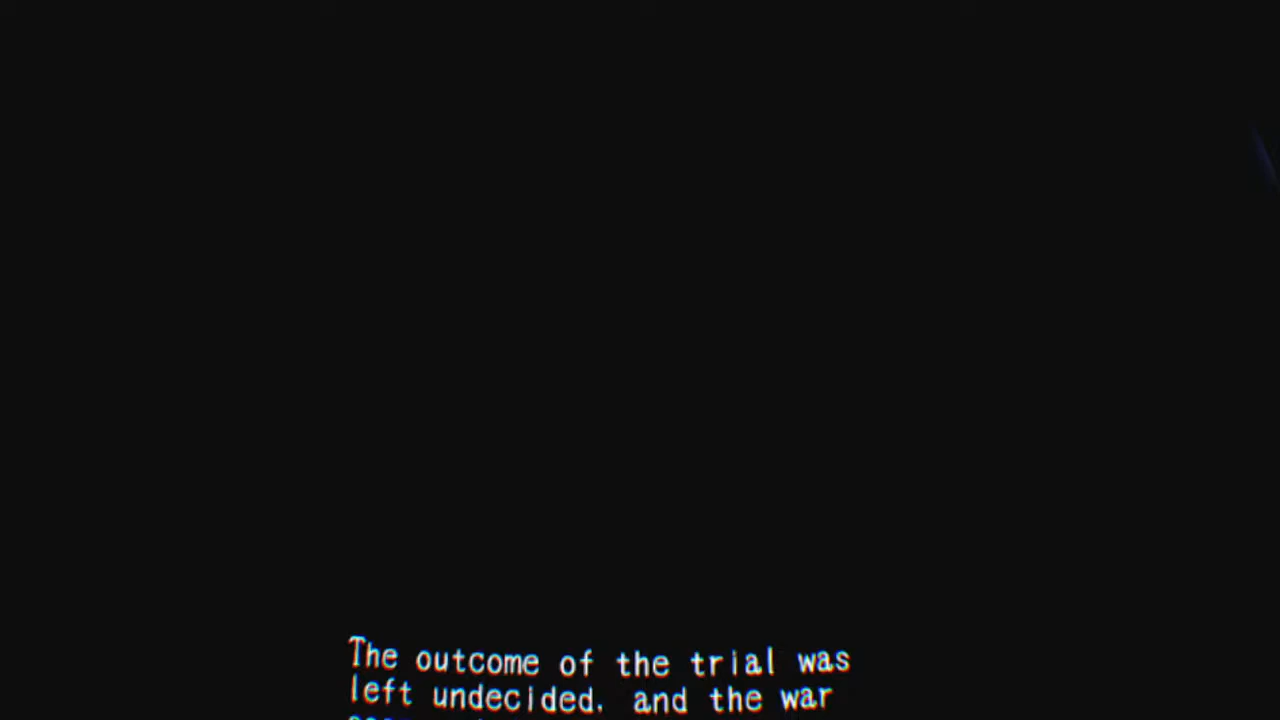 The outcome of the trial was
left undecided, and the war